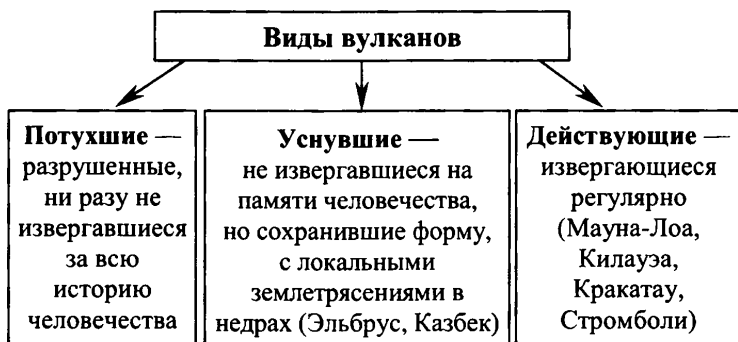 Виды вулканов
Потухшие —
разрушенные,
ни разу не
извергавшиеся
за всю
историю
человечества
Уснувшие —
не извергавшиеся на
памяти человечества,
но сохранившие форму,
с локальными
землетрясениями в
недрах (Эльбрус, Казбек)
Действующие —
извергающиеся
регулярно
(Мауна-Лоа,
Килауэа,
Кракатау,
Стромболи)